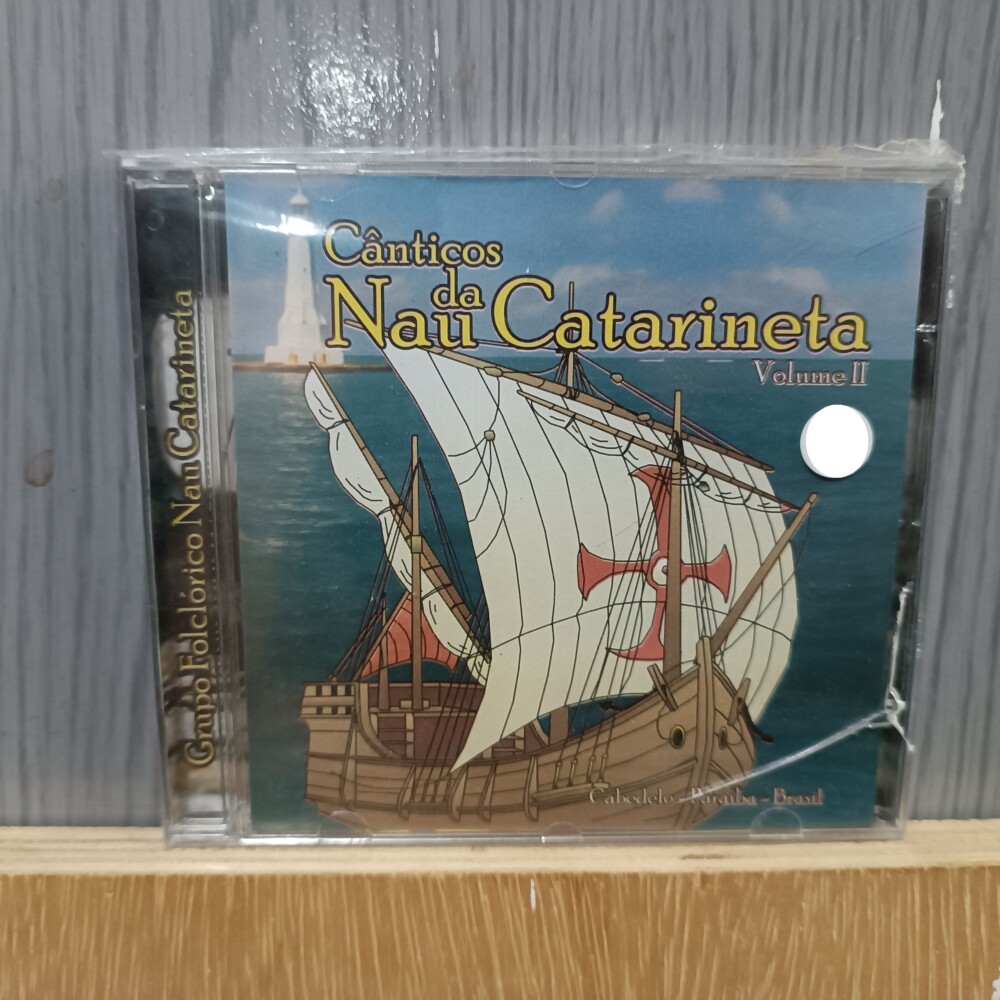 Cânticos
da
Nau Catarineta
Volume II
Cabedelo - Paraíba - Brasil
Grupo Folclórico Nau Catarineta